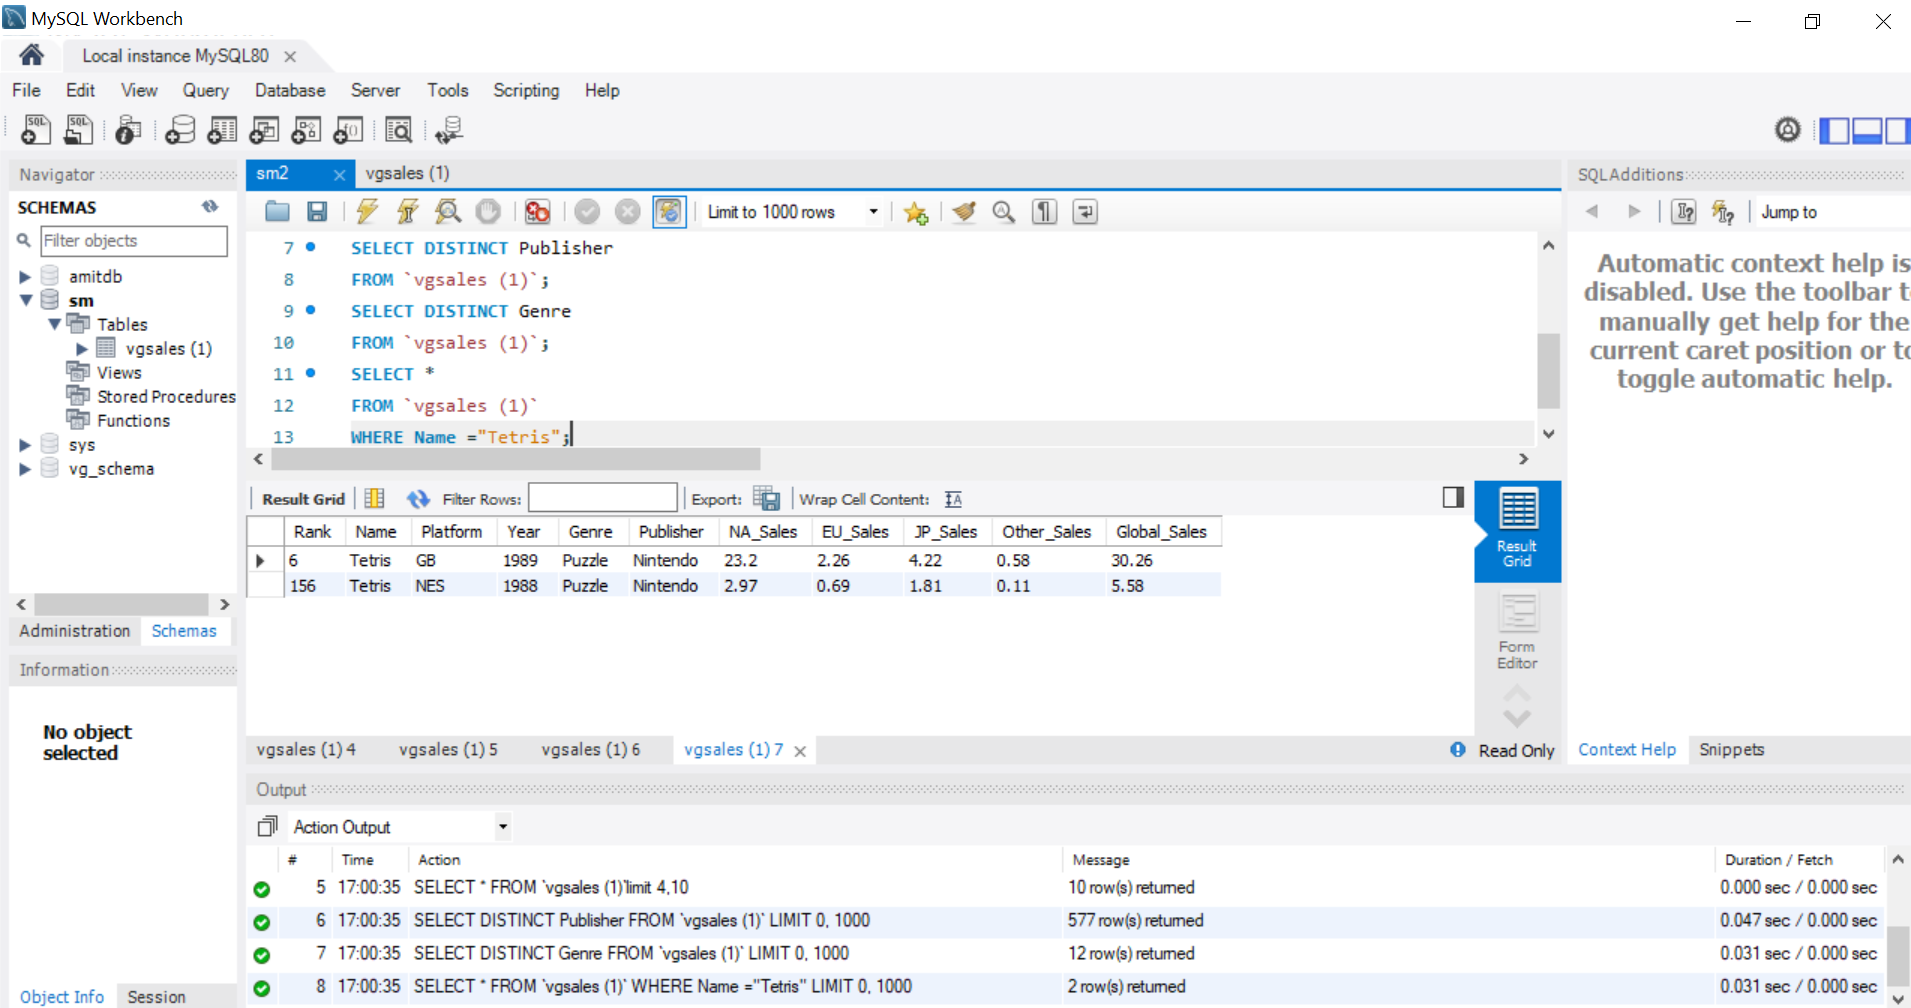 MySQL Workbench
Local instance MySQL80
File Edit View Query Database Server Tools Scripting Help
Navigator
SCHEMAS
Filter objects
amitdb
sm
Tables
vgsales (1)
Views
Stored Procedures
Functions
sys
vg_schema
Administration Schemas
Information
No object
selected
Object Info Session
sm2 vgsales (1)
Limit to 1000 rows
7 SELECT DISTINCT Publisher
8 FROM `vgsales (1)`;
9 SELECT DISTINCT Genre
10 FROM `vgsales (1)`;
11 SELECT *
12 FROM `vgsales (1)`
13 WHERE Name ="Tetris";
Result Grid Filter Rows: Export: Wrap Cell Content: IA
Rank Name Platform Year Genre Publisher NA_Sales EU_Sales JP_Sales Other_Sales Global_Sales
6 Tetris GB 1989 Puzzle Nintendo 23.2 2.26 4.22 0.58 30.26
156 Tetris NES 1988 Puzzle Nintendo 2.97 0.69 1.81 0.11 5.58
Result
Grid
Form
Editor
vgsales (1) 4 vgsales (1) 5 vgsales (1) 6 vgsales (1) 7 Read Only
SQLAdditions
Jump to
Automatic context help is
disabled. Use the toolbar
manually get help for the
current caret position or
toggle automatic help.
Context Help Snippets
Output
Action Output
# Time Action Message Duration / Fetch
5 17:00:35 SELECT * FROM `vgsales (1)`limit 4,10 10 row(s) returned 0.000 sec / 0.000 sec
6 17:00:35 SELECT DISTINCT Publisher FROM `vgsales (1)` LIMIT 0, 1000 577 row(s) returned 0.047 sec / 0.000 sec
7 17:00:35 SELECT DISTINCT Genre FROM `vgsales (1)` LIMIT 0, 1000 12 row(s) returned 0.031 sec / 0.000 sec
8 17:00:35 SELECT * FROM `vgsales (1)` WHERE Name ="Tetris" LIMIT 0, 1000 2 row(s) returned 0.031 sec / 0.000 sec